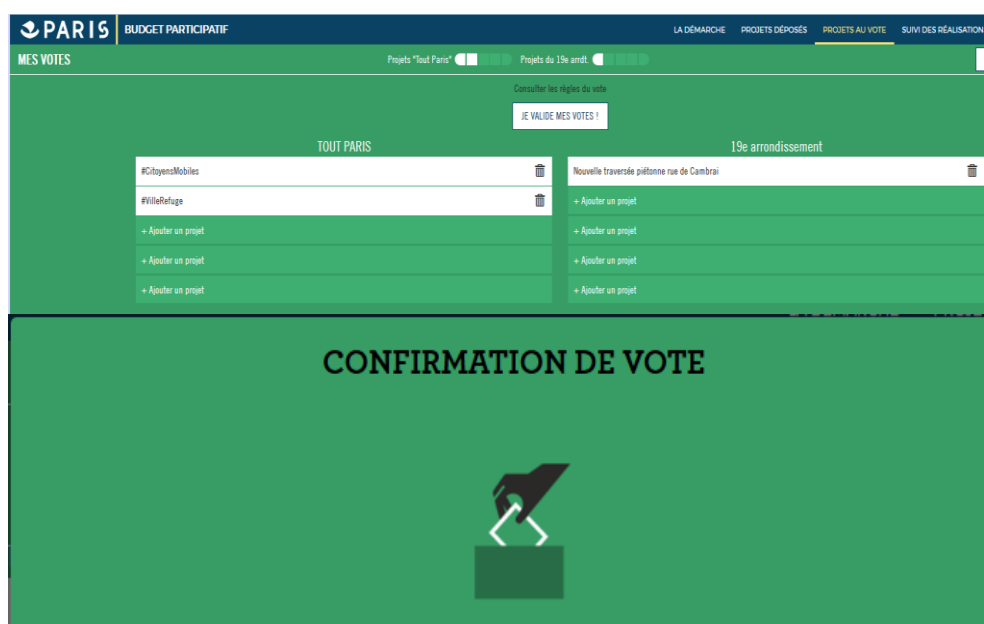 PARIS BUDGET PARTICIPATIF LA DÉMARCHE PROJETS DÉPOSÉS PROJETS AU VOTE SUIVI DES RÉALISATION
MES VOTES Projets "Tout Paris" Projets du 19e arrdt.
Consulter les règles du vote
JE VALIDE MES VOTES !
TOUT PARIS 19e arrondissement
#CitoyensMobiles Nouvelle traversée piétonne rue de Cambrai
#VilleRefuge + Ajouter un projet
+ Ajouter un projet + Ajouter un projet
+ Ajouter un projet + Ajouter un projet
+ Ajouter un projet + Ajouter un projet
CONFIRMATION DE VOTE